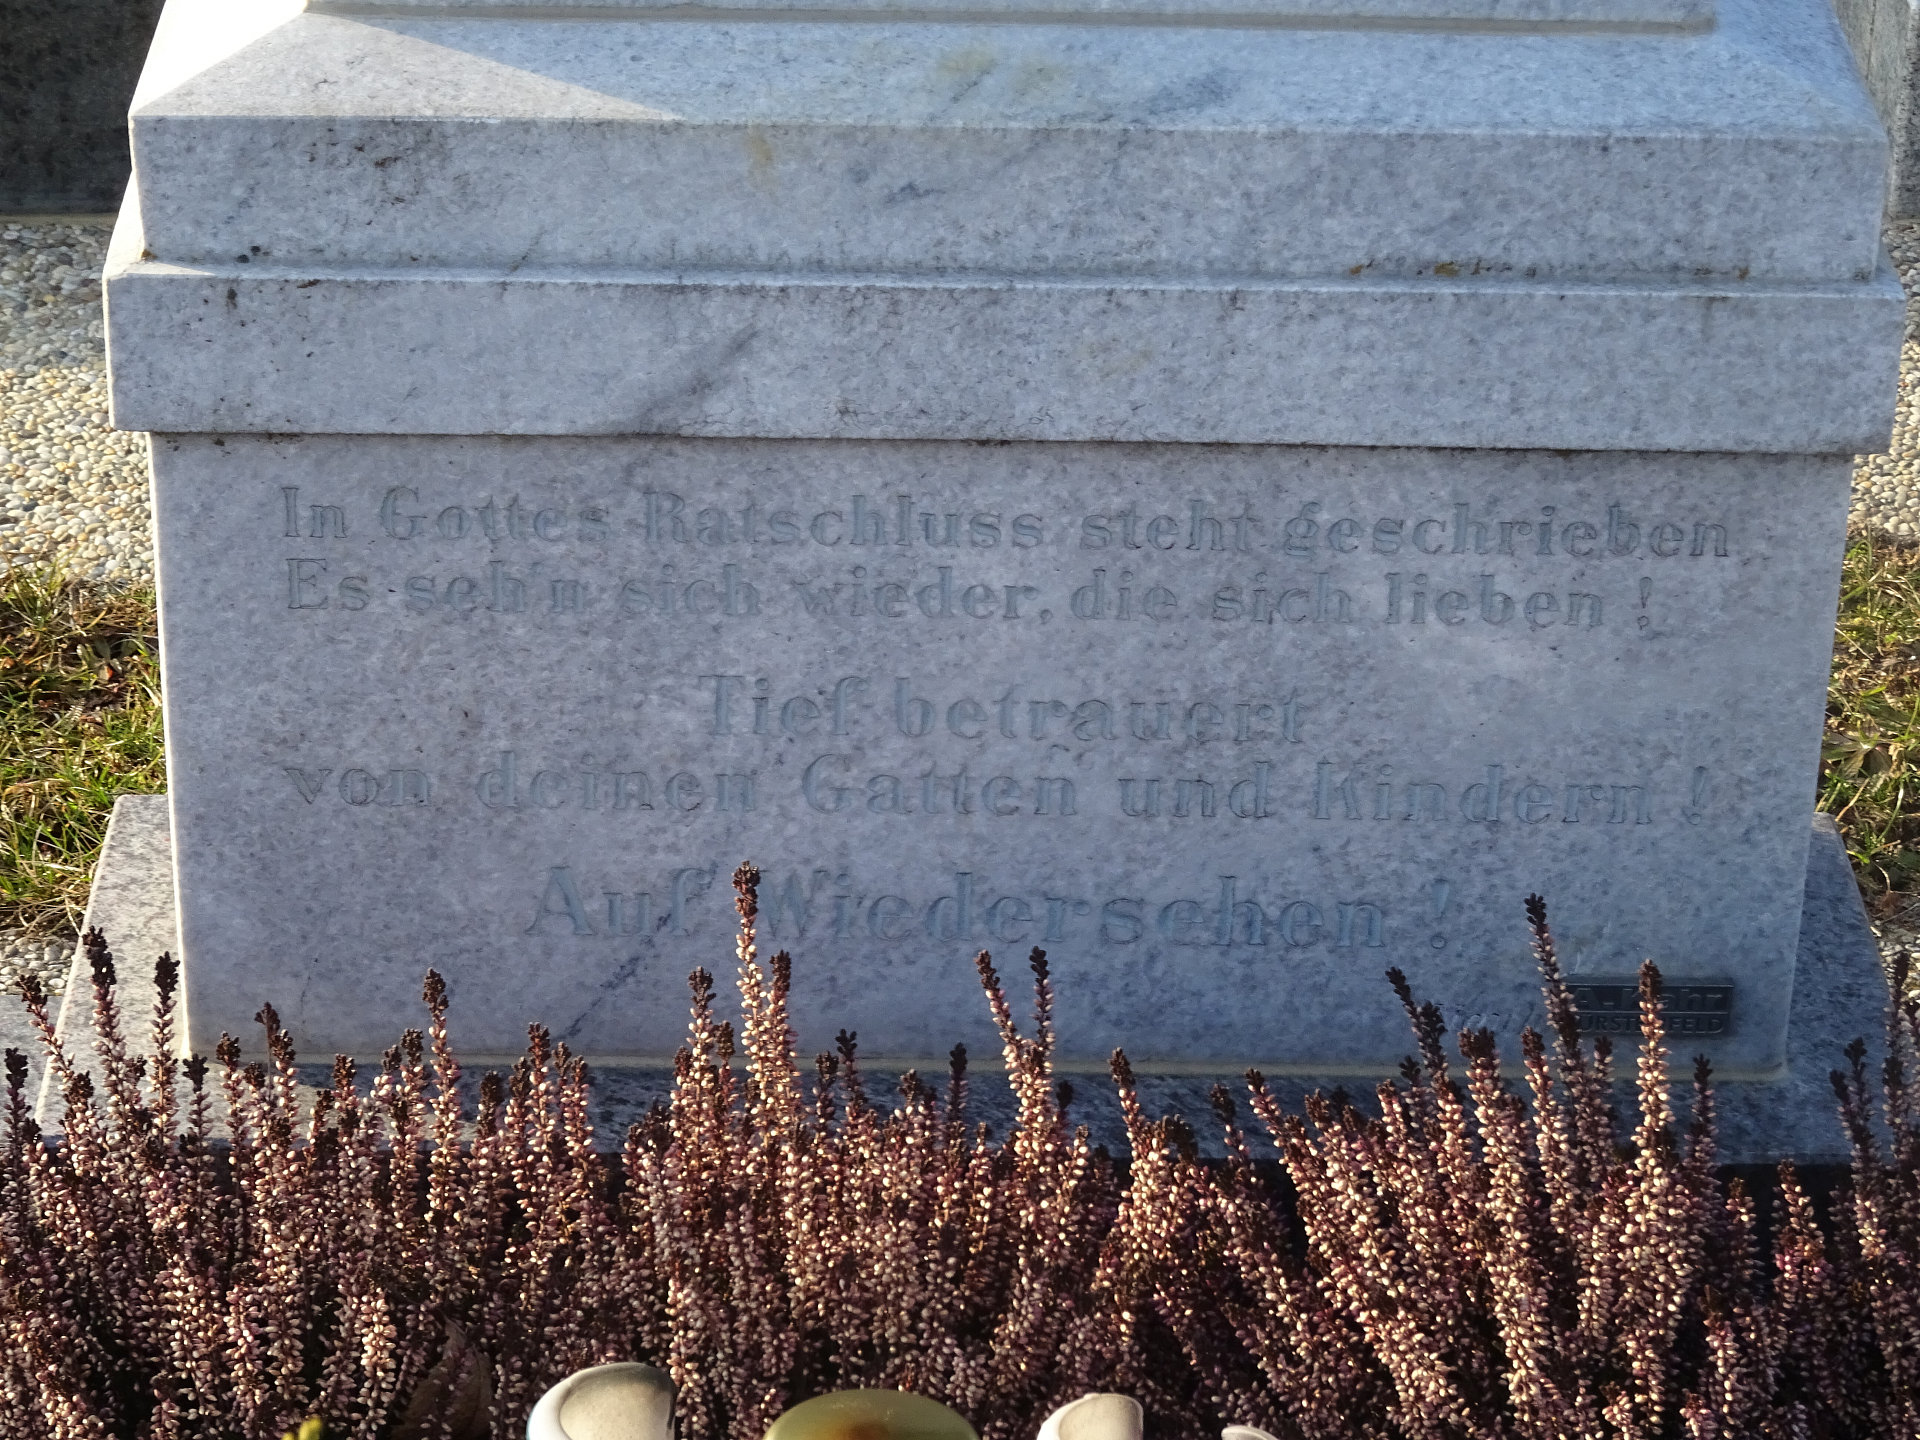 In Gottes Ratschluss steht geschrieben
Es seh'n sich wieder, die sich lieben !
Tief betrauert
von deinen Gatten und Kindern !
Auf Wiedersehen !
A-Kahr